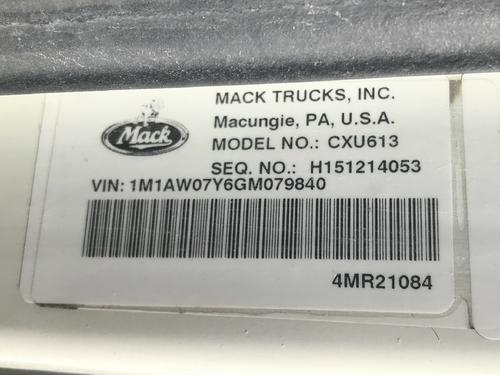 Mack
MACK TRUCKS, INC.
Macungie, PA, U.S.A.
MODEL NO.: CXU613
SEQ. NO.: H151214053
VIN: 1M1AW07Y6GM079840
4MR21084